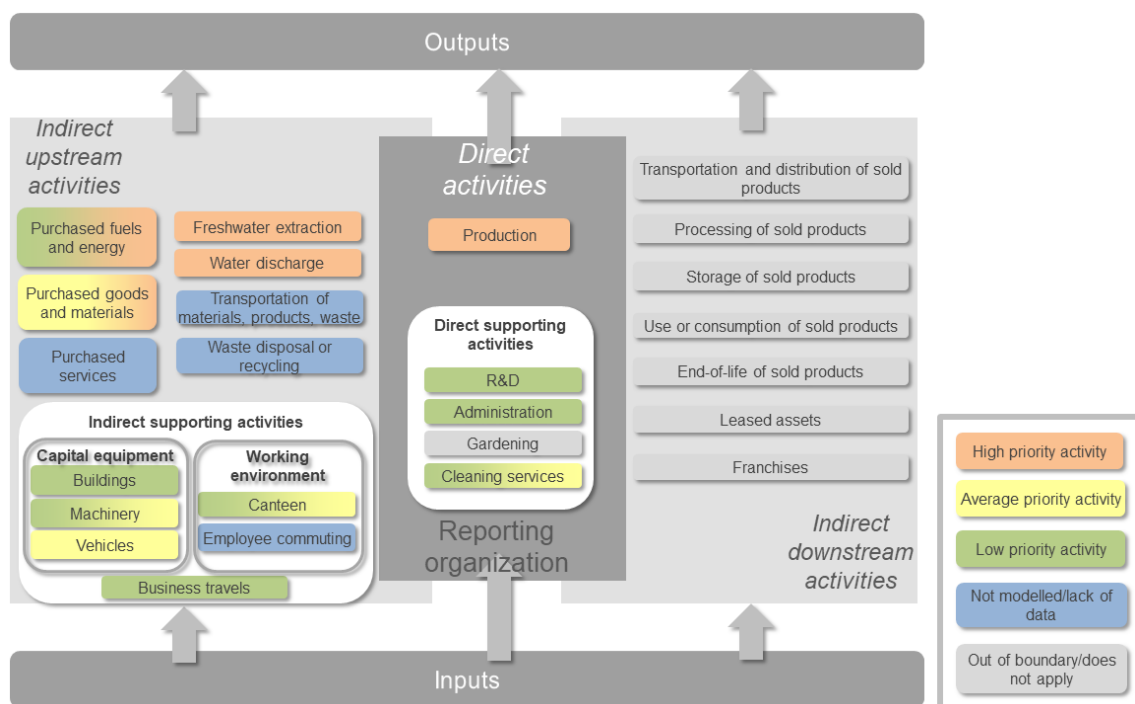 Outputs
Indirect
upstream
activities
Purchased fuels
and energy
Purchased goods
and materials
Purchased
services
Freshwater extraction
Water discharge
Transportation of
materials, products, waste
Waste disposal or
recycling
Indirect supporting activities
Capital equipment
Buildings
Machinery
Vehicles
Working
environment
Canteen
Employee commuting
Business travels
Direct
activities
Production
Direct supporting
activities
R&D
Administration
Gardening
Cleaning services
Reporting
organization
Transportation and distribution of sold
products
Processing of sold products
Storage of sold products
Use or consumption of sold products
End-of-life of sold products
Leased assets
Franchises
Indirect
downstream
activities
Inputs
High priority activity
Average priority activity
Low priority activity
Not modelled/lack of
data
Out of boundary/does
not apply